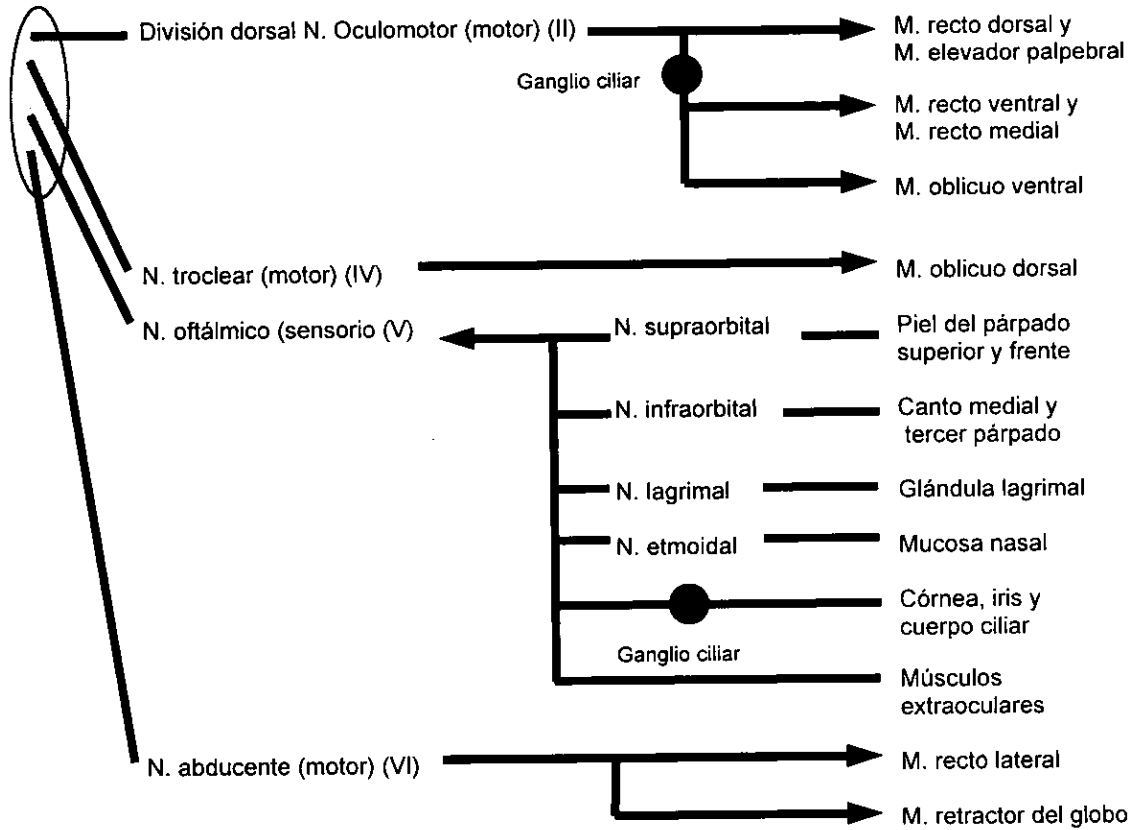 División dorsal N. Oculomotor (motor) (II)
M. recto dorsal y
M. elevador palpebral
Ganglio ciliar
M. recto ventral y
M. recto medial
M. oblicuo ventral
N. troclear (motor) (IV)
M. oblicuo dorsal
N. oftálmico (sensorio (V)
N. supraorbital
Piel del párpado
superior y frente
N. infraorbital
Canto medial y
tercer párpado
N. lagrimal
Glándula lagrimal
N. etmoidal
Mucosa nasal
Córnea, iris y
cuerpo ciliar
Ganglio ciliar
Músculos
extraoculares
N. abducente (motor) (VI)
M. recto lateral
M. retractor del globo